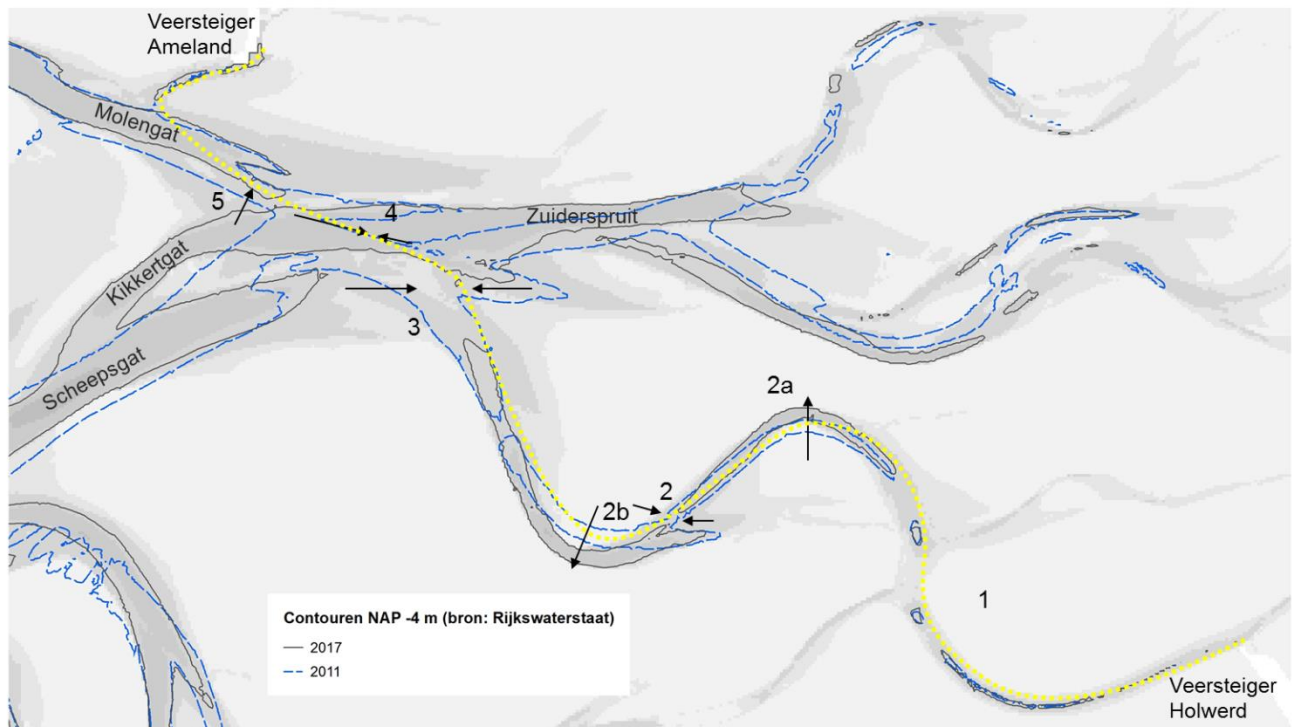 Veersteiger
Ameland
Molengat
5
4
Zuiderspruit
Kikkertgat
3
Scheepsgat
2a
2
2b
1
Contouren NAP -4 m (bron: Rijkswaterstaat)
2017
2011
Veersteiger
Holwerd